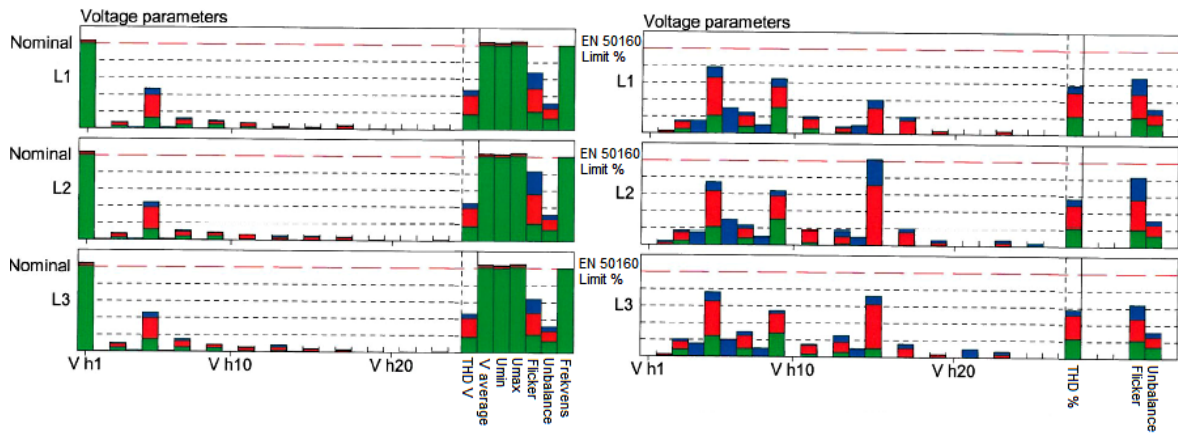 Voltage parameters
Nominal
L1
Nominal
L2
Nominal
L3
V h1
V h10
V h20
THD V
V average
Umin
Umax
Flicker
Unbalance
Frekvens
Voltage parameters
EN 50160
Limit %
L1
EN 50160
Limit %
L2
EN 50160
Limit %
L3
V h1
V h10
V h20
THD %
Flicker
Unbalance